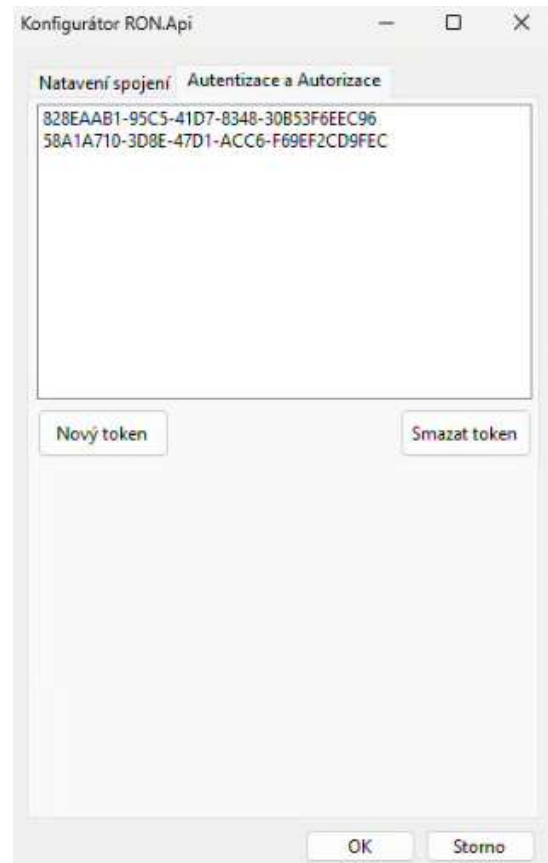 Konfigurátor RON.Api
Natavení spojení Autentizace a Autorizace
828EAAB1-95C5-41D7-8348-30B53F6EEC96
58A1A710-3D8E-47D1-ACC6-F69EF2CD9FEC
Nový token Smazat token
OK Storno